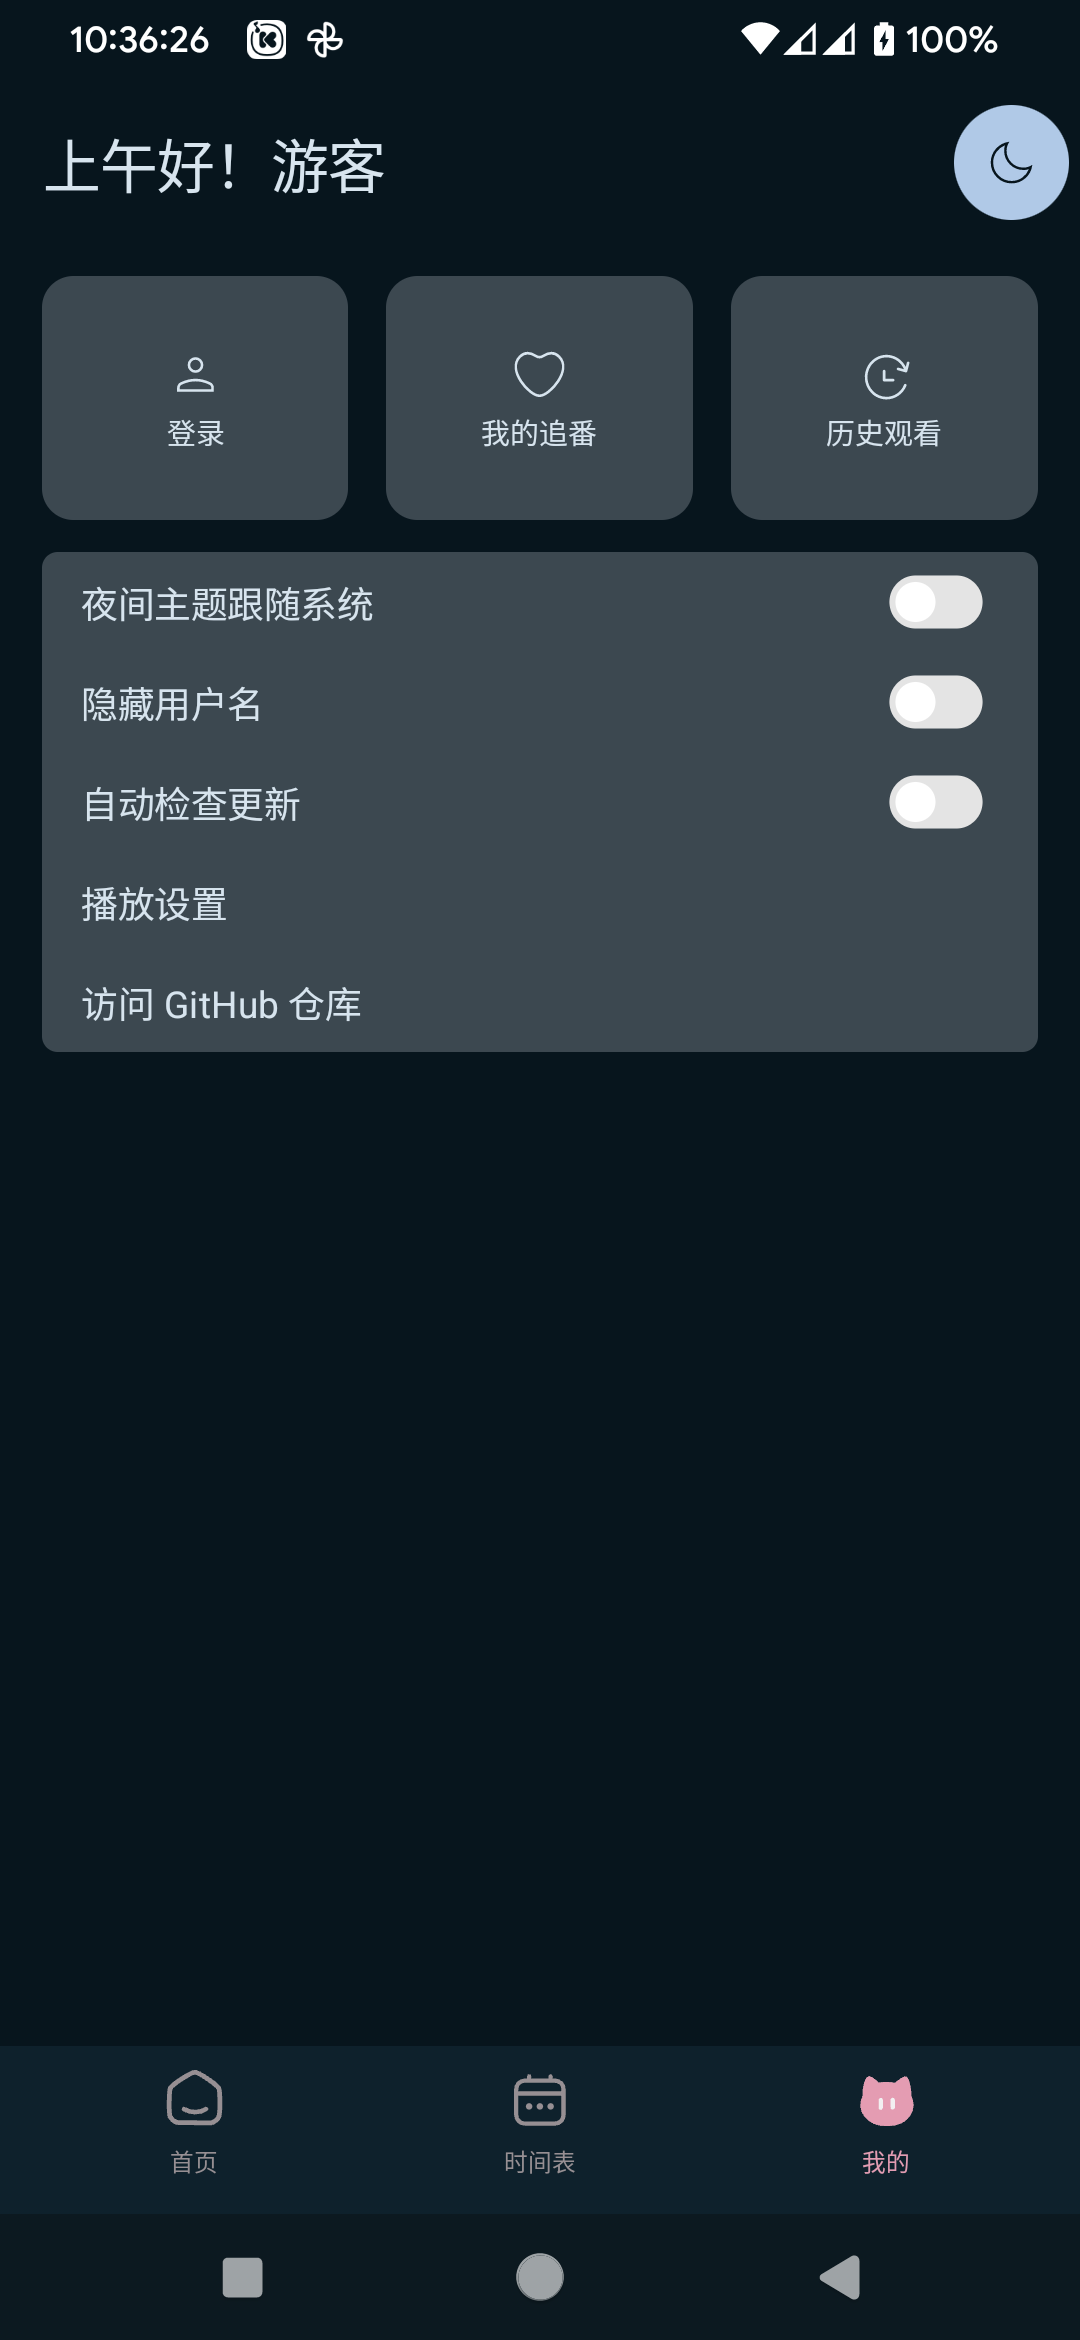 10:36:26 100%
上午好！游客
登录 我的追番 历史观看
夜间主题跟随系统
隐藏用户名
自动检查更新
播放设置
访问 GitHub 仓库
首页 时间表 我的